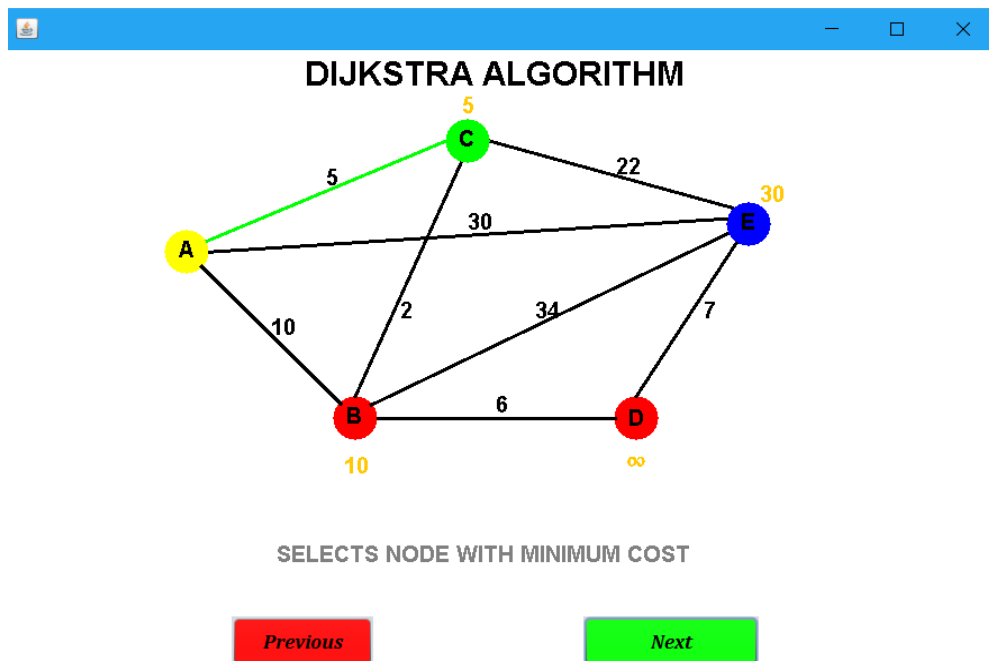 DIJKSTRA ALGORITHM
5
C
5
22
30
30
E
A
10
2
34
7
B
6
D
10
∞
SELECTS NODE WITH MINIMUM COST
Previous
Next